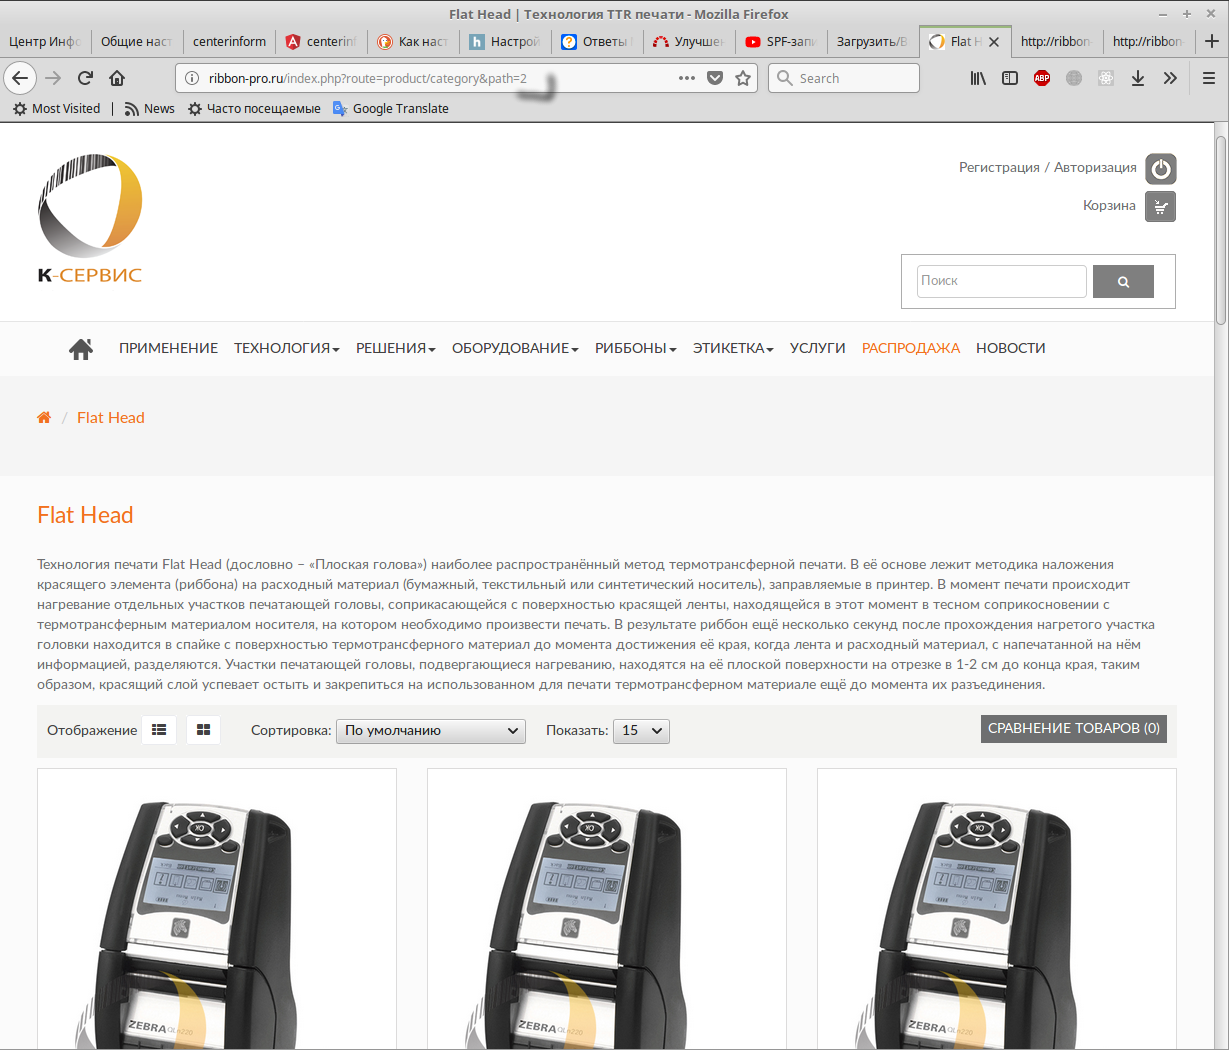 Flat Head | Технология TTR печати - Mozilla Firefox
Центр Инфо
Общие наст
centerinform
centerinf
Как наст
Настрой
Ответы
Улучшен
SPF-запи
Загрузить/В
Flat H
http://ribbon-
http://ribbon-
ribbon-pro.ru/index.php?route=product/category&path=2
Search
ABP
Most Visited
News
Часто посещаемые
Google Translate
К-СЕРВИС
Регистрация / Авторизация
Корзина
Поиск
ПРИМЕНЕНИЕ ТЕХНОЛОГИЯ РЕШЕНИЯ ОБОРУДОВАНИЕ РИББОНЫ ЭТИКЕТКА УСЛУГИ РАСПРОДАЖА НОВОСТИ
/ Flat Head
Flat Head
Технология печати Flat Head (дословно – «Плоская голова») наиболее распространённый метод термотрансферной печати. В её основе лежит методика наложения
красящего элемента (риббона) на расходный материал (бумажный, текстильный или синтетический носитель), заправляемые в принтер. В момент печати происходит
нагревание отдельных участков печатающей головы, соприкасающейся с поверхностью красящей ленты, находящейся в этот момент в тесном соприкосновении с
термотрансферным материалом носителя, на котором необходимо произвести печать. В результате риббон ещё несколько секунд после прохождения нагретого участка
головки находится в спайке с поверхностью термотрансферного материал до момента достижения её края, когда лента и расходный материал, с напечатанной на нём
информацией, разделяются. Участки печатающей головы, подвергающиеся нагреванию, находятся на её плоской поверхности на отрезке в 1-2 см до конца края, таким
образом, красящий слой успевает остыть и закрепиться на использованном для печати термотрансферном материале ещё до момента их разъединения.
Отображение Сортировка: По умолчанию Показать: 15 СРАВНЕНИЕ ТОВАРОВ (0)
OK OK OK
ZEBRA QLn220 ZEBRA QLn220 ZEBRA QLn220